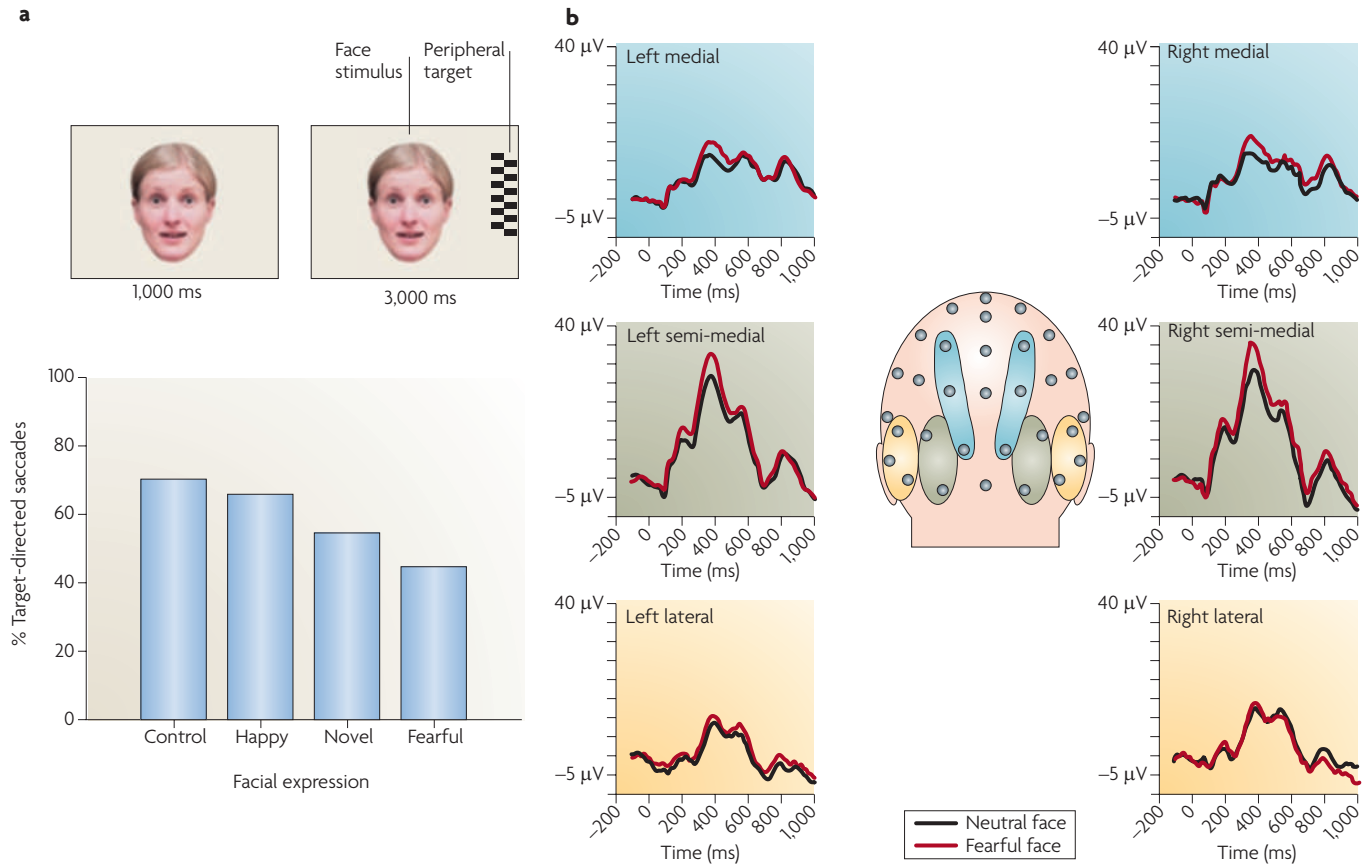 a
Face
stimulus
Peripheral
target
1,000 ms
3,000 ms
% Target-directed saccades
100
80
60
40
20
0
Control
Happy
Novel
Fearful
Facial expression
b
40 μV
Left medial
–5 μV
–200
0
200
400
600
800
1,000
Time (ms)
40 μV
Right medial
–5 μV
–200
0
200
400
600
800
1,000
Time (ms)
40 μV
Left semi-medial
–5 μV
–200
0
200
400
600
800
1,000
Time (ms)
40 μV
Right semi-medial
–5 μV
–200
0
200
400
600
800
1,000
Time (ms)
40 μV
Left lateral
–5 μV
–200
0
200
400
600
800
1,000
Time (ms)
40 μV
Right lateral
–5 μV
–200
0
200
400
600
800
1,000
Time (ms)
Neutral face
Fearful face